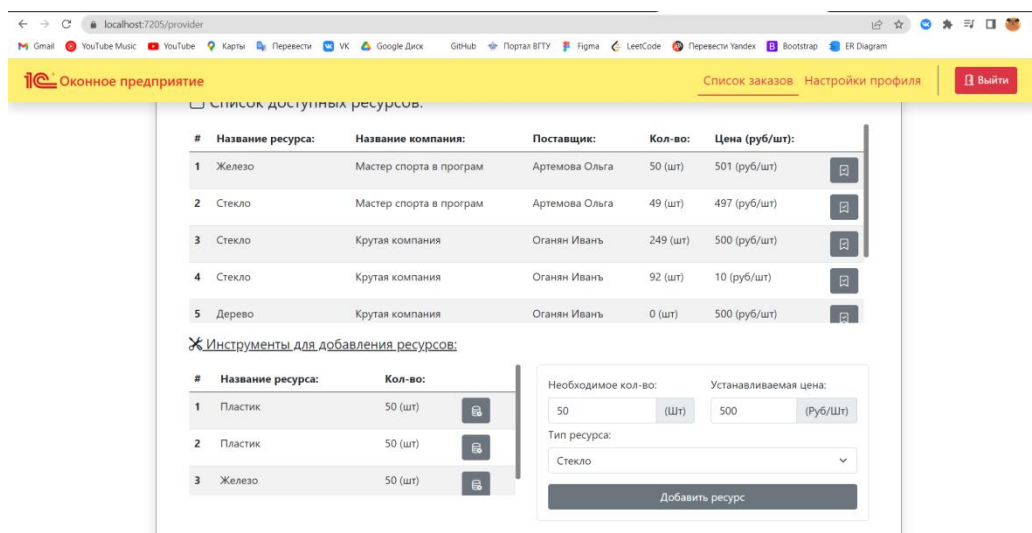 localhost:7205/provider
Gmail YouTube Music YouTube Карты Перевести VK Google Диск GitHub Портал ВГТУ Figma LeetCode Перевести Yandex Bootstrap ER Diagram
1С Оконное предприятие Список заказов Настройки профиля Выйти
Список доступных ресурсов:
# Название ресурса: Название компания: Поставщик: Кол-во: Цена (руб/шт):
1 Железо Мастер спорта в програм Артемова Ольга 50 (шт) 501 (руб/шт)
2 Стекло Мастер спорта в програм Артемова Ольга 49 (шт) 497 (руб/шт)
3 Стекло Крутая компания Оганян Иванъ 249 (шт) 500 (руб/шт)
4 Стекло Крутая компания Оганян Иванъ 92 (шт) 10 (руб/шт)
5 Дерево Крутая компания Оганян Иванъ 0 (шт) 500 (руб/шт)
Инструменты для добавления ресурсов:
# Название ресурса: Кол-во:
1 Пластик 50 (шт)
2 Пластик 50 (шт)
3 Железо 50 (шт)
Необходимое кол-во: Устанавливаемая цена:
50 (Шт) 500 (Руб/Шт)
Тип ресурса:
Стекло
Добавить ресурс